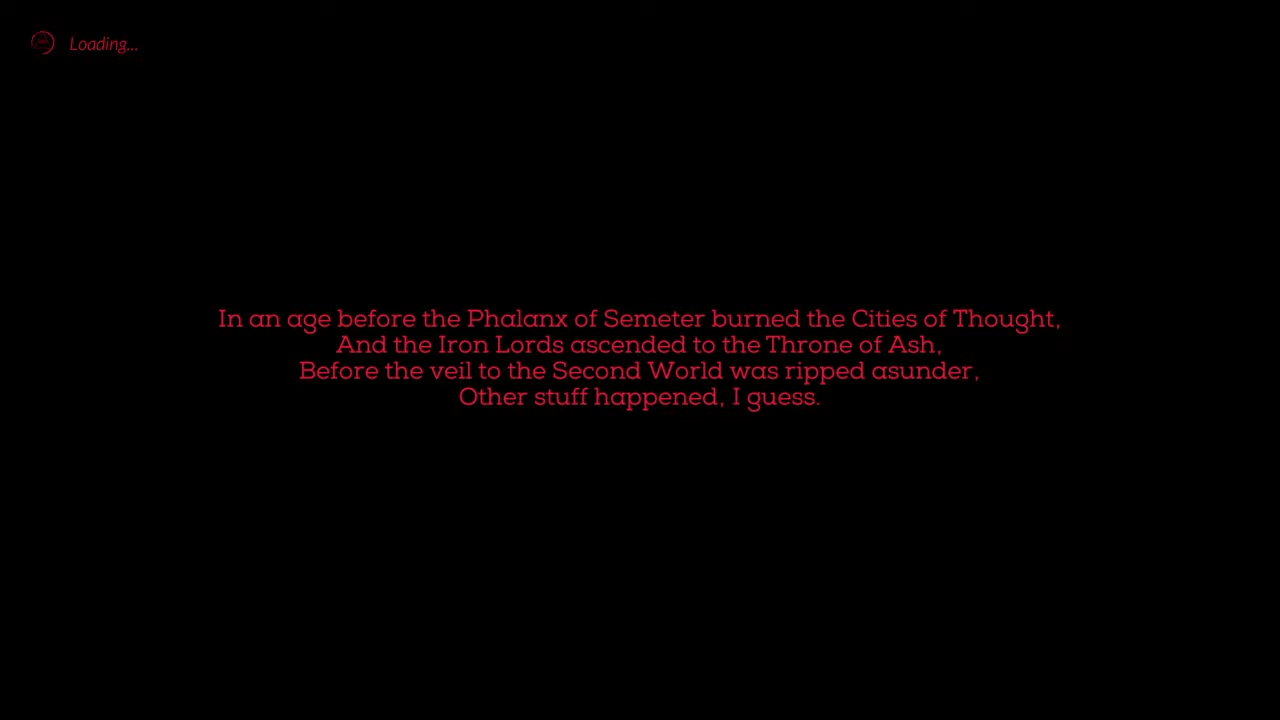 Loading...
In an age before the Phalanx of Semeter burned the Cities of Thought,
And the Iron Lords ascended to the Throne of Ash,
Before the veil to the Second World was ripped asunder,
Other stuff happened, I guess.